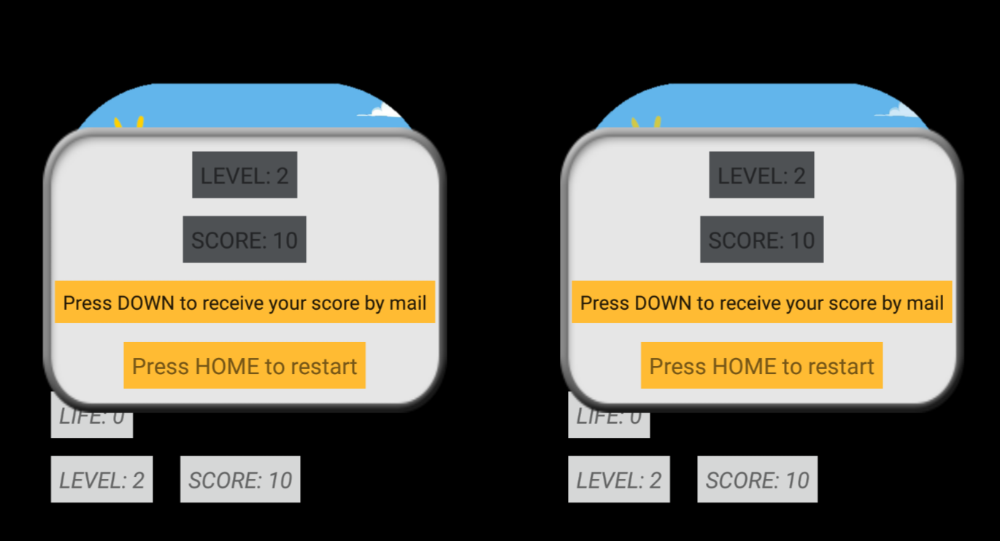 LEVEL: 2
SCORE: 10
Press DOWN to receive your score by mail
Press HOME to restart
LIFE: 0
LEVEL: 2 SCORE: 10
LEVEL: 2
SCORE: 10
Press DOWN to receive your score by mail
Press HOME to restart
LIFE: 0
LEVEL: 2 SCORE: 10